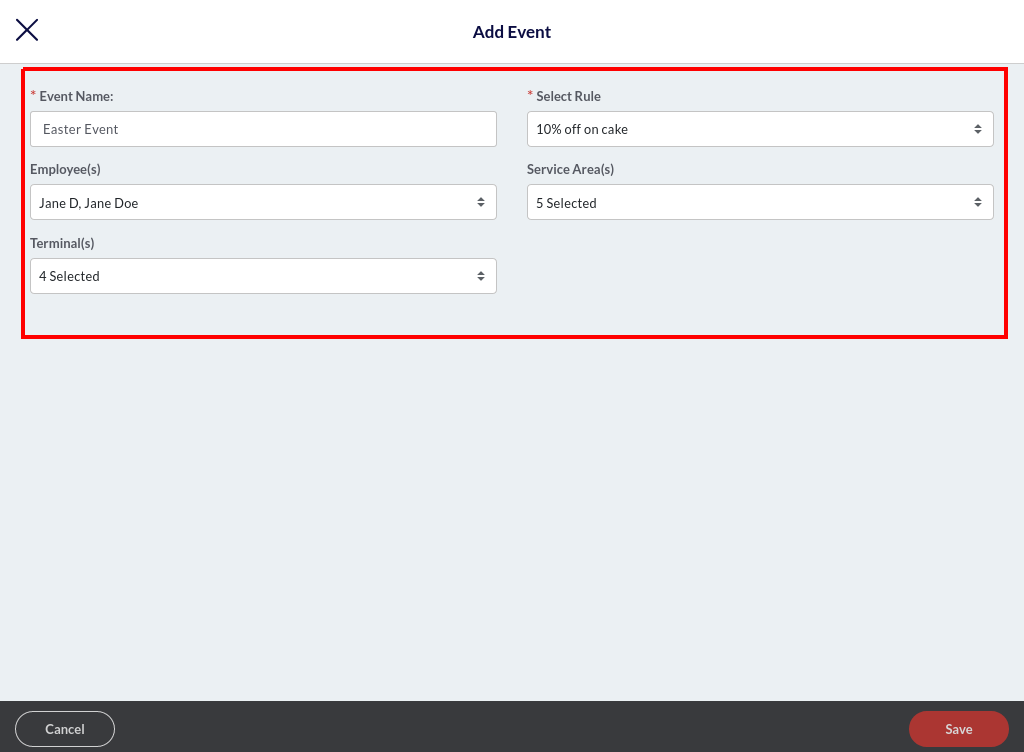 Add Event
* Event Name:
Easter Event
* Select Rule
10% off on cake
Employee(s)
Jane D, Jane Doe
Service Area(s)
5 Selected
Terminal(s)
4 Selected
Cancel
Save